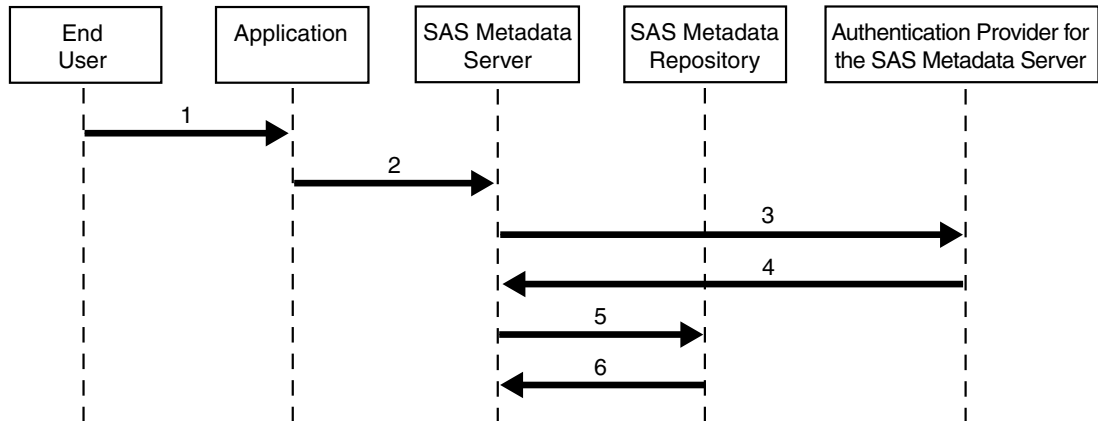 End
User
Application
SAS Metadata
Server
SAS Metadata
Repository
Authentication Provider for
the SAS Metadata Server
1
2
3
4
5
6